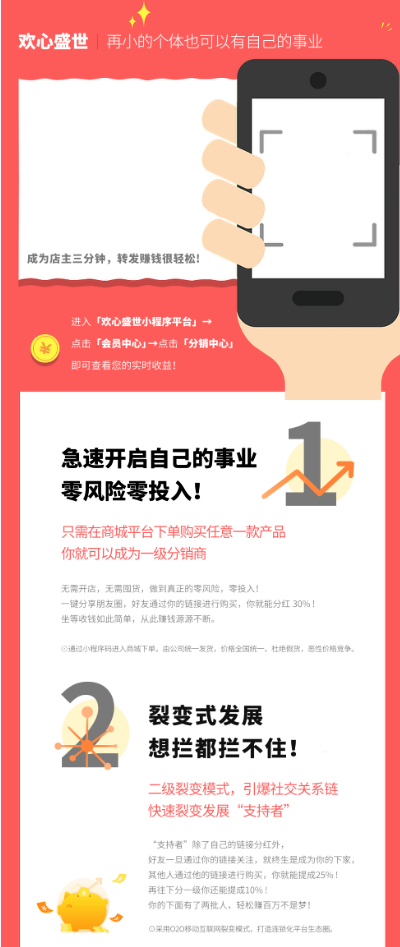 欢心盛世 | 再小的个体也可以有自己的事业
成为店主三分钟，转发赚钱很轻松！
进入「欢心盛世小程序平台」→
点击「会员中心」→点击「分销中心」
即可查看您的实时收益！
1
急速开启自己的事业
零风险零投入！
只需在商城平台下单购买任意一款产品
你就可以成为一级分销商
无需开店，无需囤货，做到真正的零风险，零投入！
一键分享朋友圈，好友通过你的链接进行购买，你就能分红 30%！
坐等收钱如此简单，从此赚钱源源不断。
⊙通过小程序码进入商城下单，由公司统一发货，价格全国统一，杜绝假货，恶性价格竞争。
2
裂变式发展
想拦都拦不住！
二级裂变模式，引爆社交关系链
快速裂变发展“支持者”
“支持者”除了自己的链接分红外，
好友一旦通过你的链接关注，就终生是成为你的下家，
其他人通过他的链接进行购买，你就能提成25%！
再往下分一级你还能提成10%！
你的下面有了两批人，轻松赚百万不是梦！
⊙采用O2O移动互联网裂变模式，打造连锁化平台生态圈。